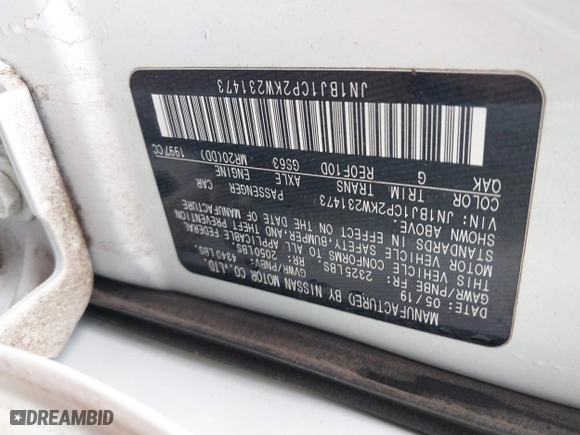 MANUFACTURED BY NISSAN MOTOR CO.,LTD.
DATE: 05/19 GVWR/PNBV: 4340LBS.
GAWR/PNBE FR: 2325LBS RR: 2050LBS
THIS VEHICLE CONFORMS TO ALL APPLICABLE FEDERAL
MOTOR VEHICLE SAFETY,BUMPER,AND THEFT PREVENTION
STANDARDS IN EFFECT ON THE DATE OF MANUFACTURE
SHOWN ABOVE.
VIN: JN1BJ1CP2KW231473 PASSENGER CAR
COLOR TRIM TRANS AXLE ENGINE
QAK G RE0F10D GS63 MR20(DD) 1997CC
JN1BJ1CP2KW231473
DREAMBID